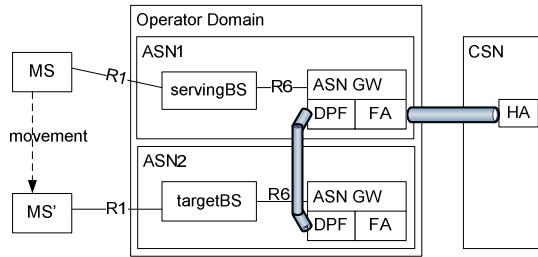 Operator Domain
ASN1
CSN
MS
R1
servingBS
R6
ASN GW
DPF
FA
HA
movement
ASN2
MS'
R1
targetBS
R6
ASN GW
DPF
FA